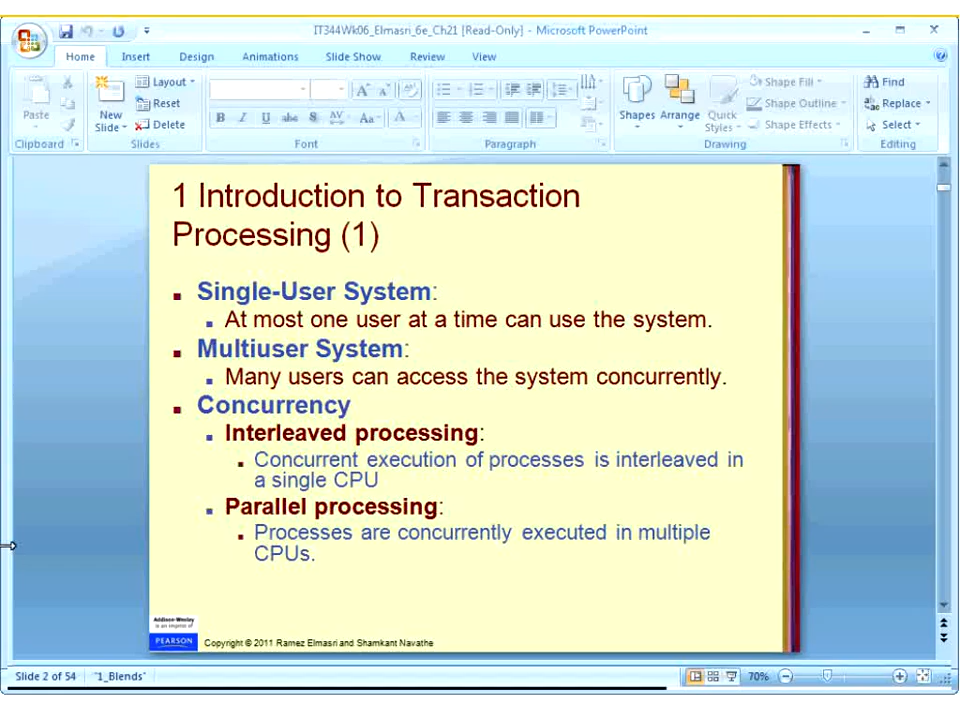 IT344Wk06_Elmasri_6e_Ch21 [Read-Only] - Microsoft PowerPoint
Home Insert Design Animations Slide Show Review View
Paste
New Slide
Layout
Reset
Delete
B I U abc S AV Aa A
Shapes Arrange Quick Styles
Shape Fill
Shape Outline
Shape Effects
Find
Replace
Select
Clipboard Slides Font Paragraph Drawing Editing
1 Introduction to Transaction
Processing (1)
Single-User System:
At most one user at a time can use the system.
Multiuser System:
Many users can access the system concurrently.
Concurrency
Interleaved processing:
Concurrent execution of processes is interleaved in
a single CPU
Parallel processing:
Processes are concurrently executed in multiple
CPUs.
Addison-Wesley
is an imprint of
PEARSON
Copyright © 2011 Ramez Elmasri and Shamkant Navathe
Slide 2 of 54 "1_Blends" 70%